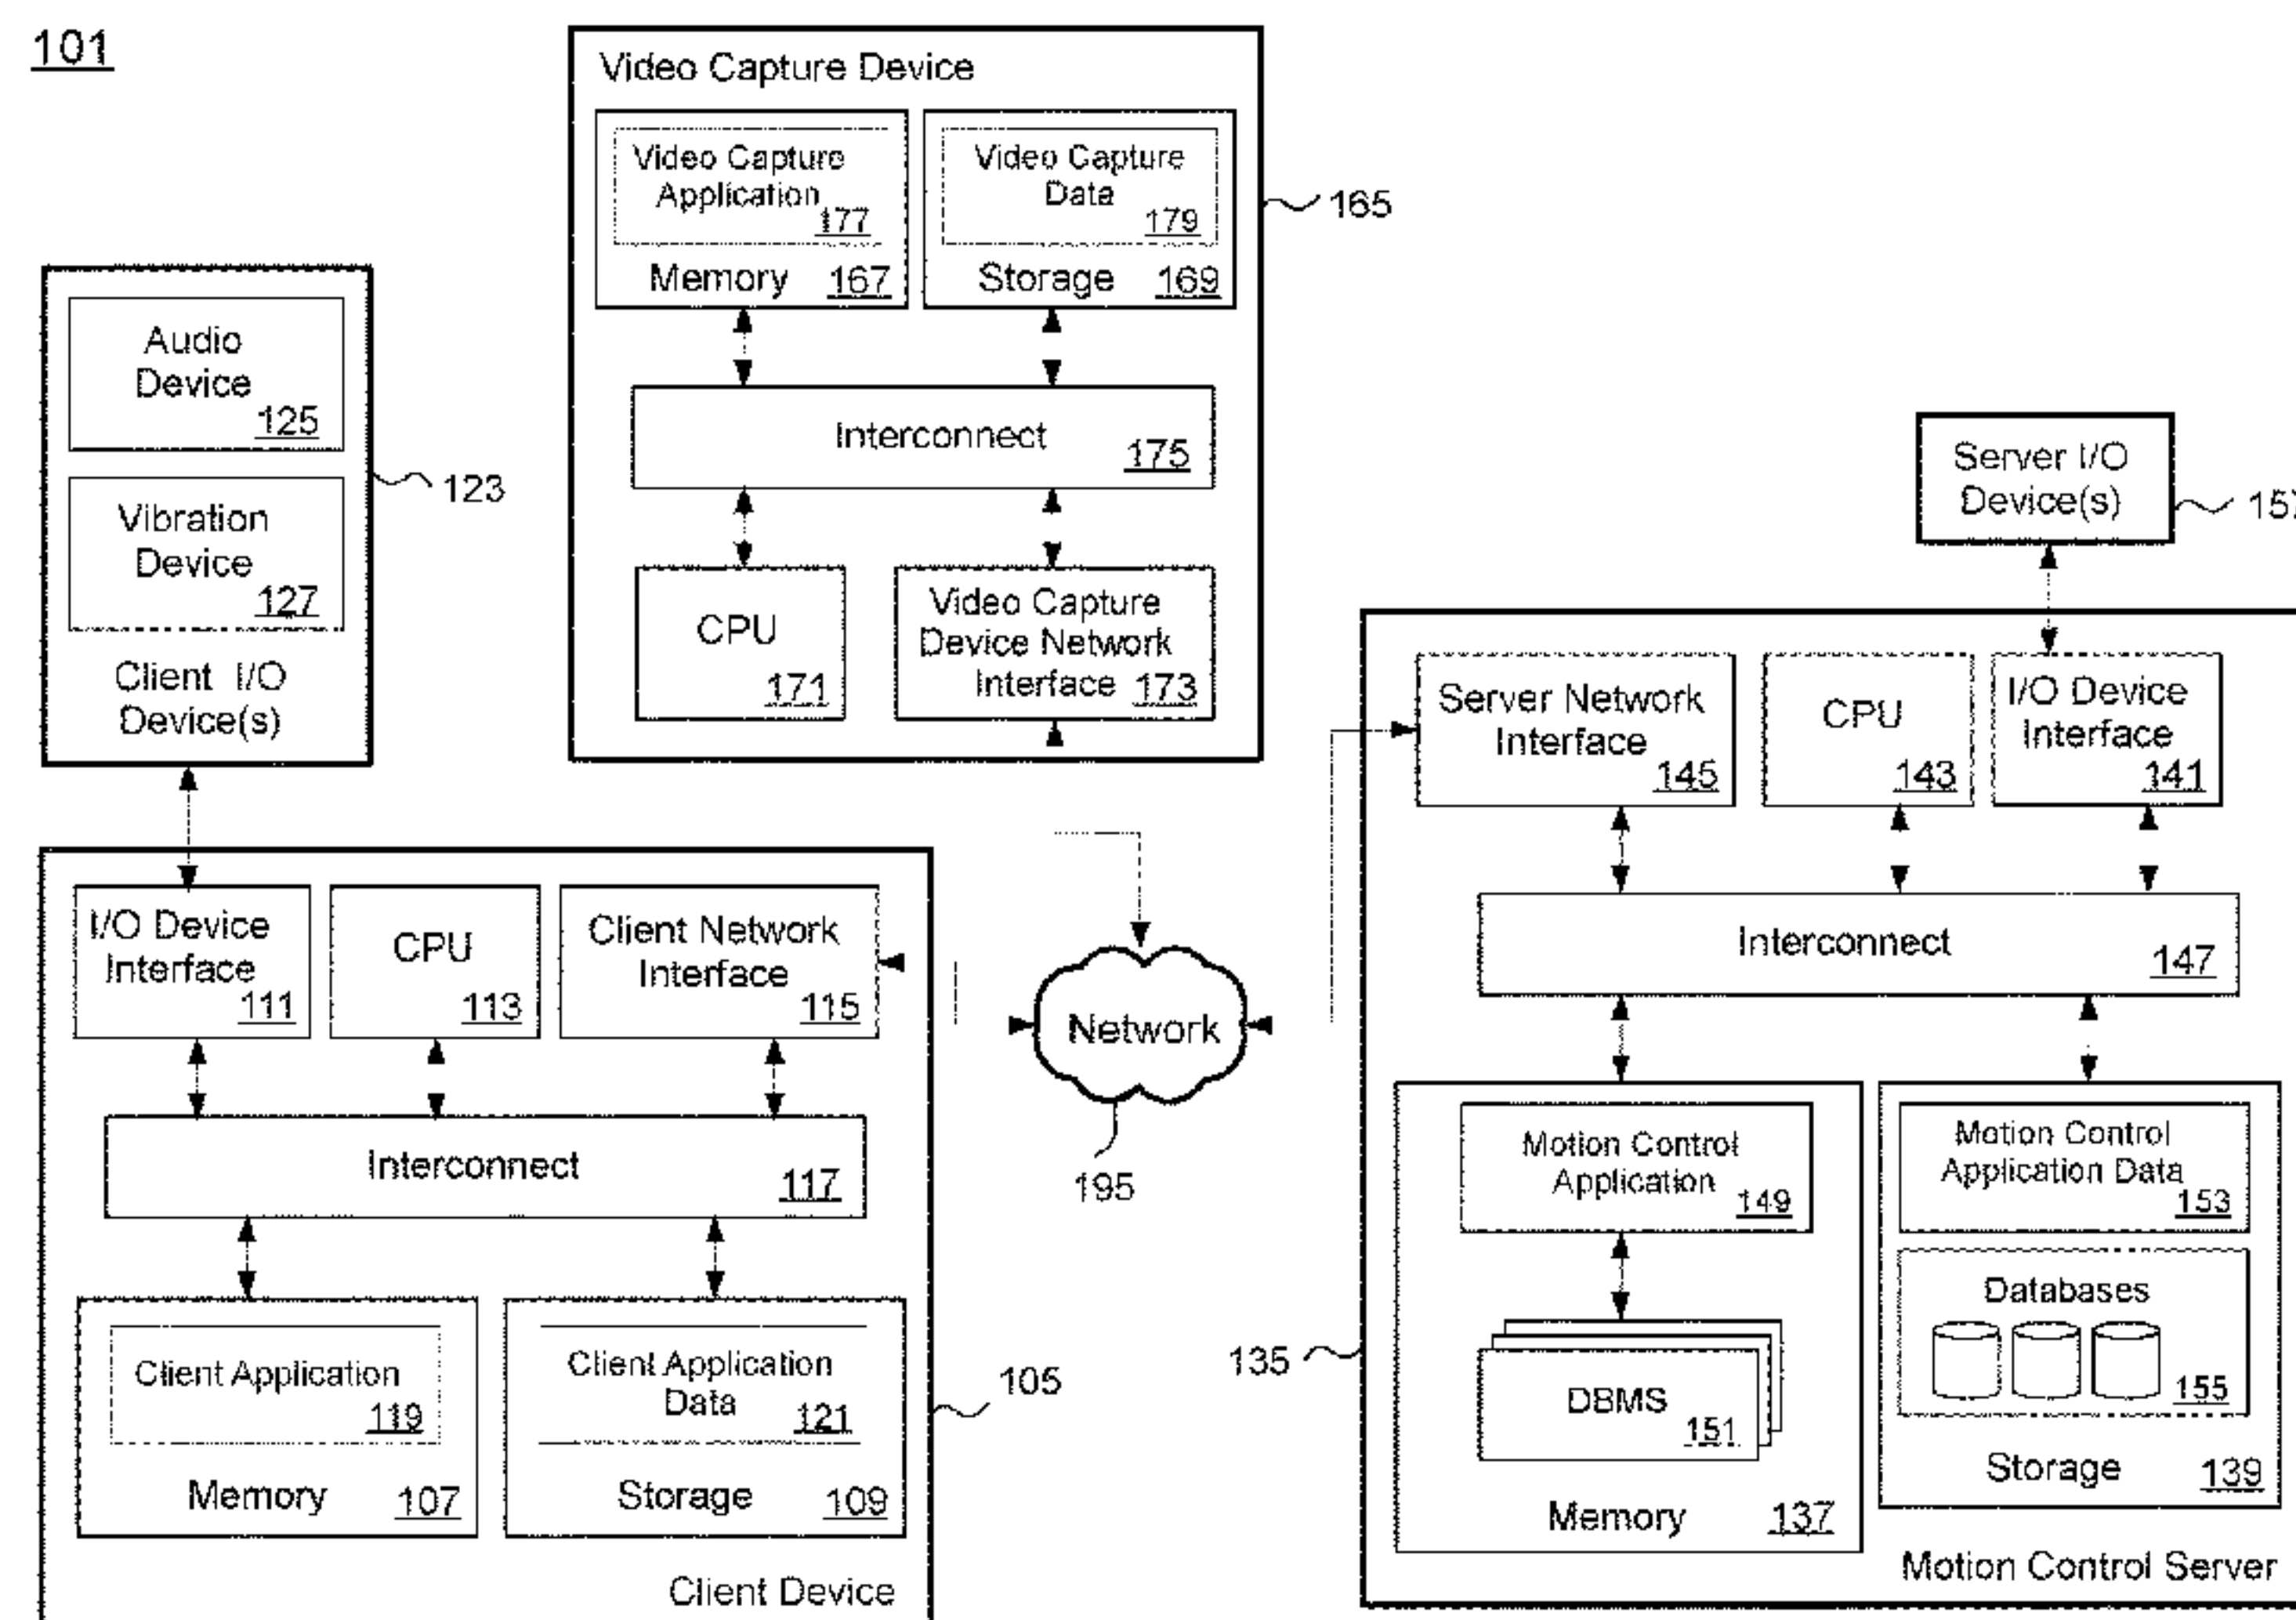 101
Video Capture Device
Video Capture
Application
177
Memory 167
Video Capture
Data
179
Storage 169
165
Interconnect
175
CPU
171
Video Capture
Device Network
Interface 173
Audio
Device
125
Vibration
Device
127
Client I/O
Device(s)
123
Server I/O
Device(s)
I/O Device
Interface
111
CPU
113
Client Network
Interface
115
Interconnect
117
Client Application
119
Memory 107
Client Application
Data
121
Storage 109
105
Client Device
Network
195
Server Network
Interface
145
CPU
143
I/O Device
Interface
141
Interconnect
147
Motion Control
Application
149
DBMS
151
Memory 137
Motion Control
Application Data
153
Databases
155
Storage 139
135
Motion Control Server